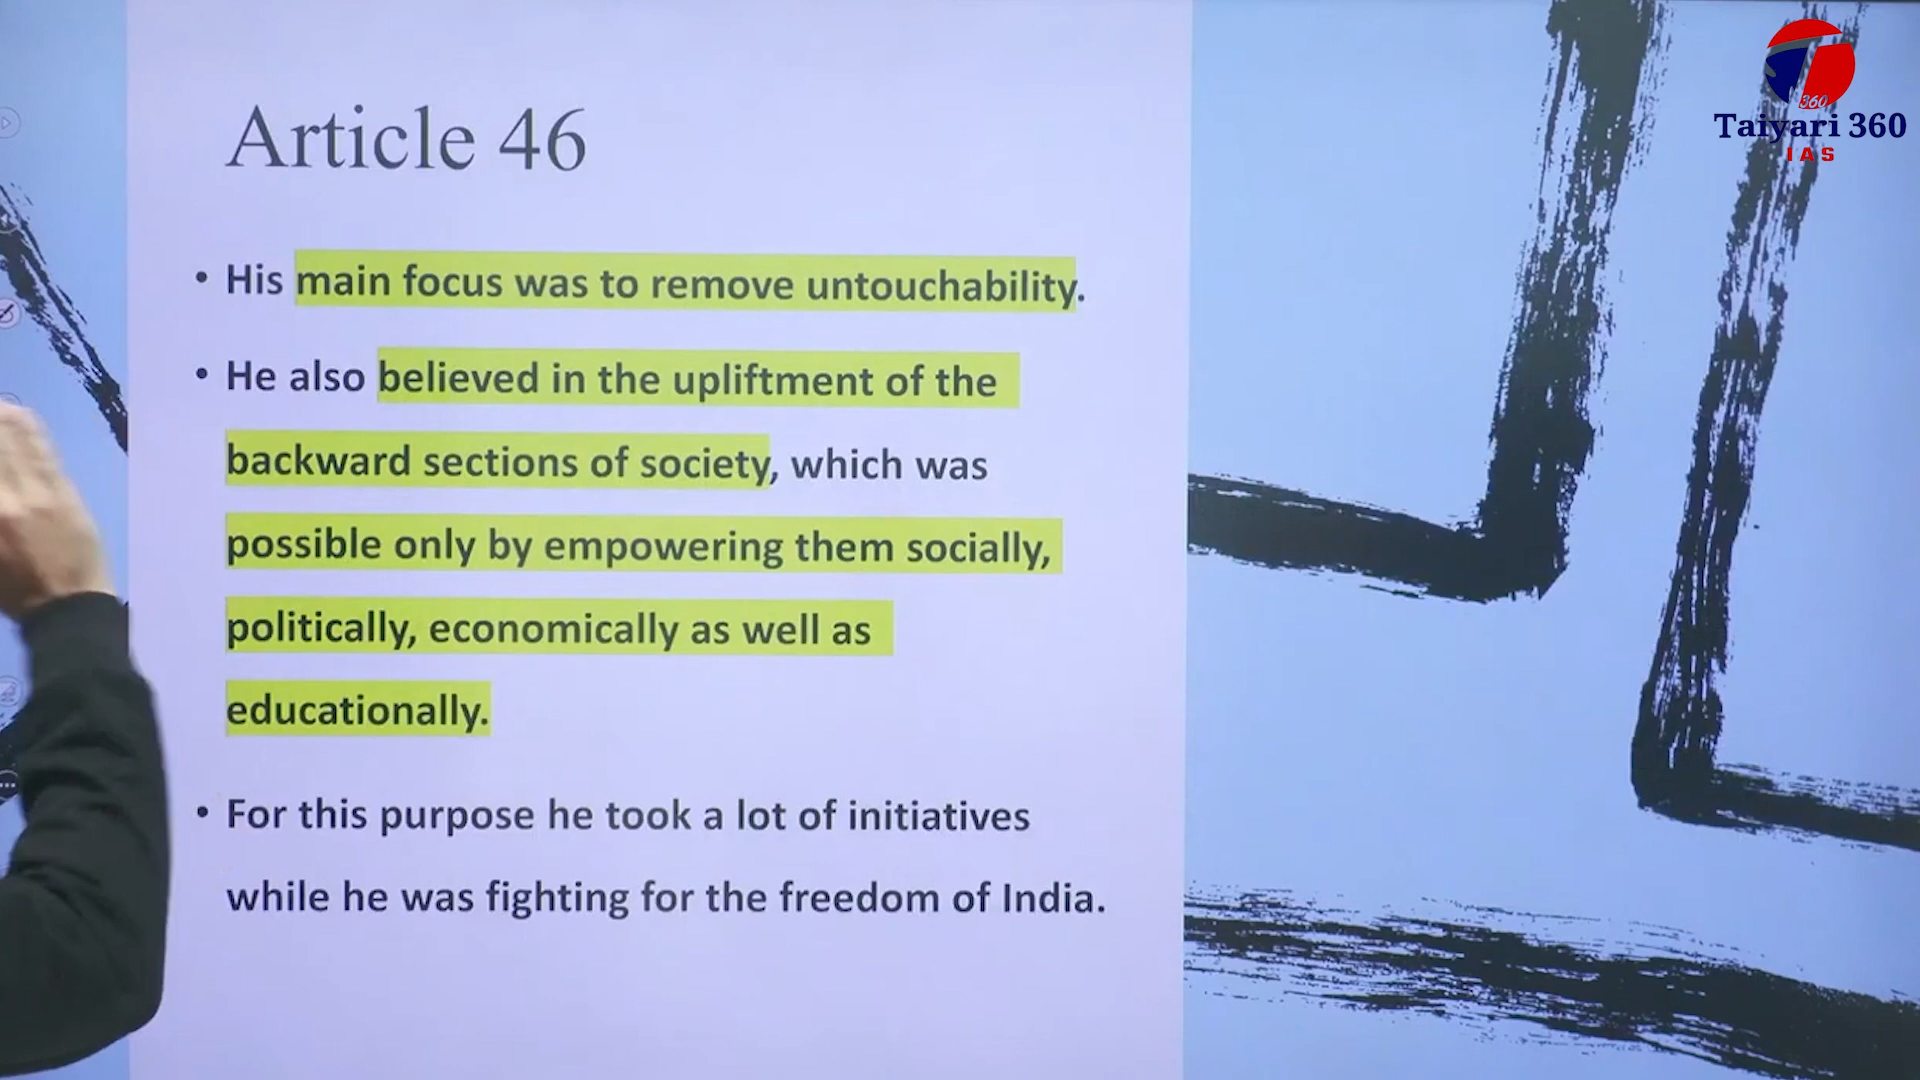 360
Taiyari 360
IAS
Article 46
• His main focus was to remove untouchability.
• He also believed in the upliftment of the
backward sections of society, which was
possible only by empowering them socially,
politically, economically as well as
educationally.
• For this purpose he took a lot of initiatives
while he was fighting for the freedom of India.